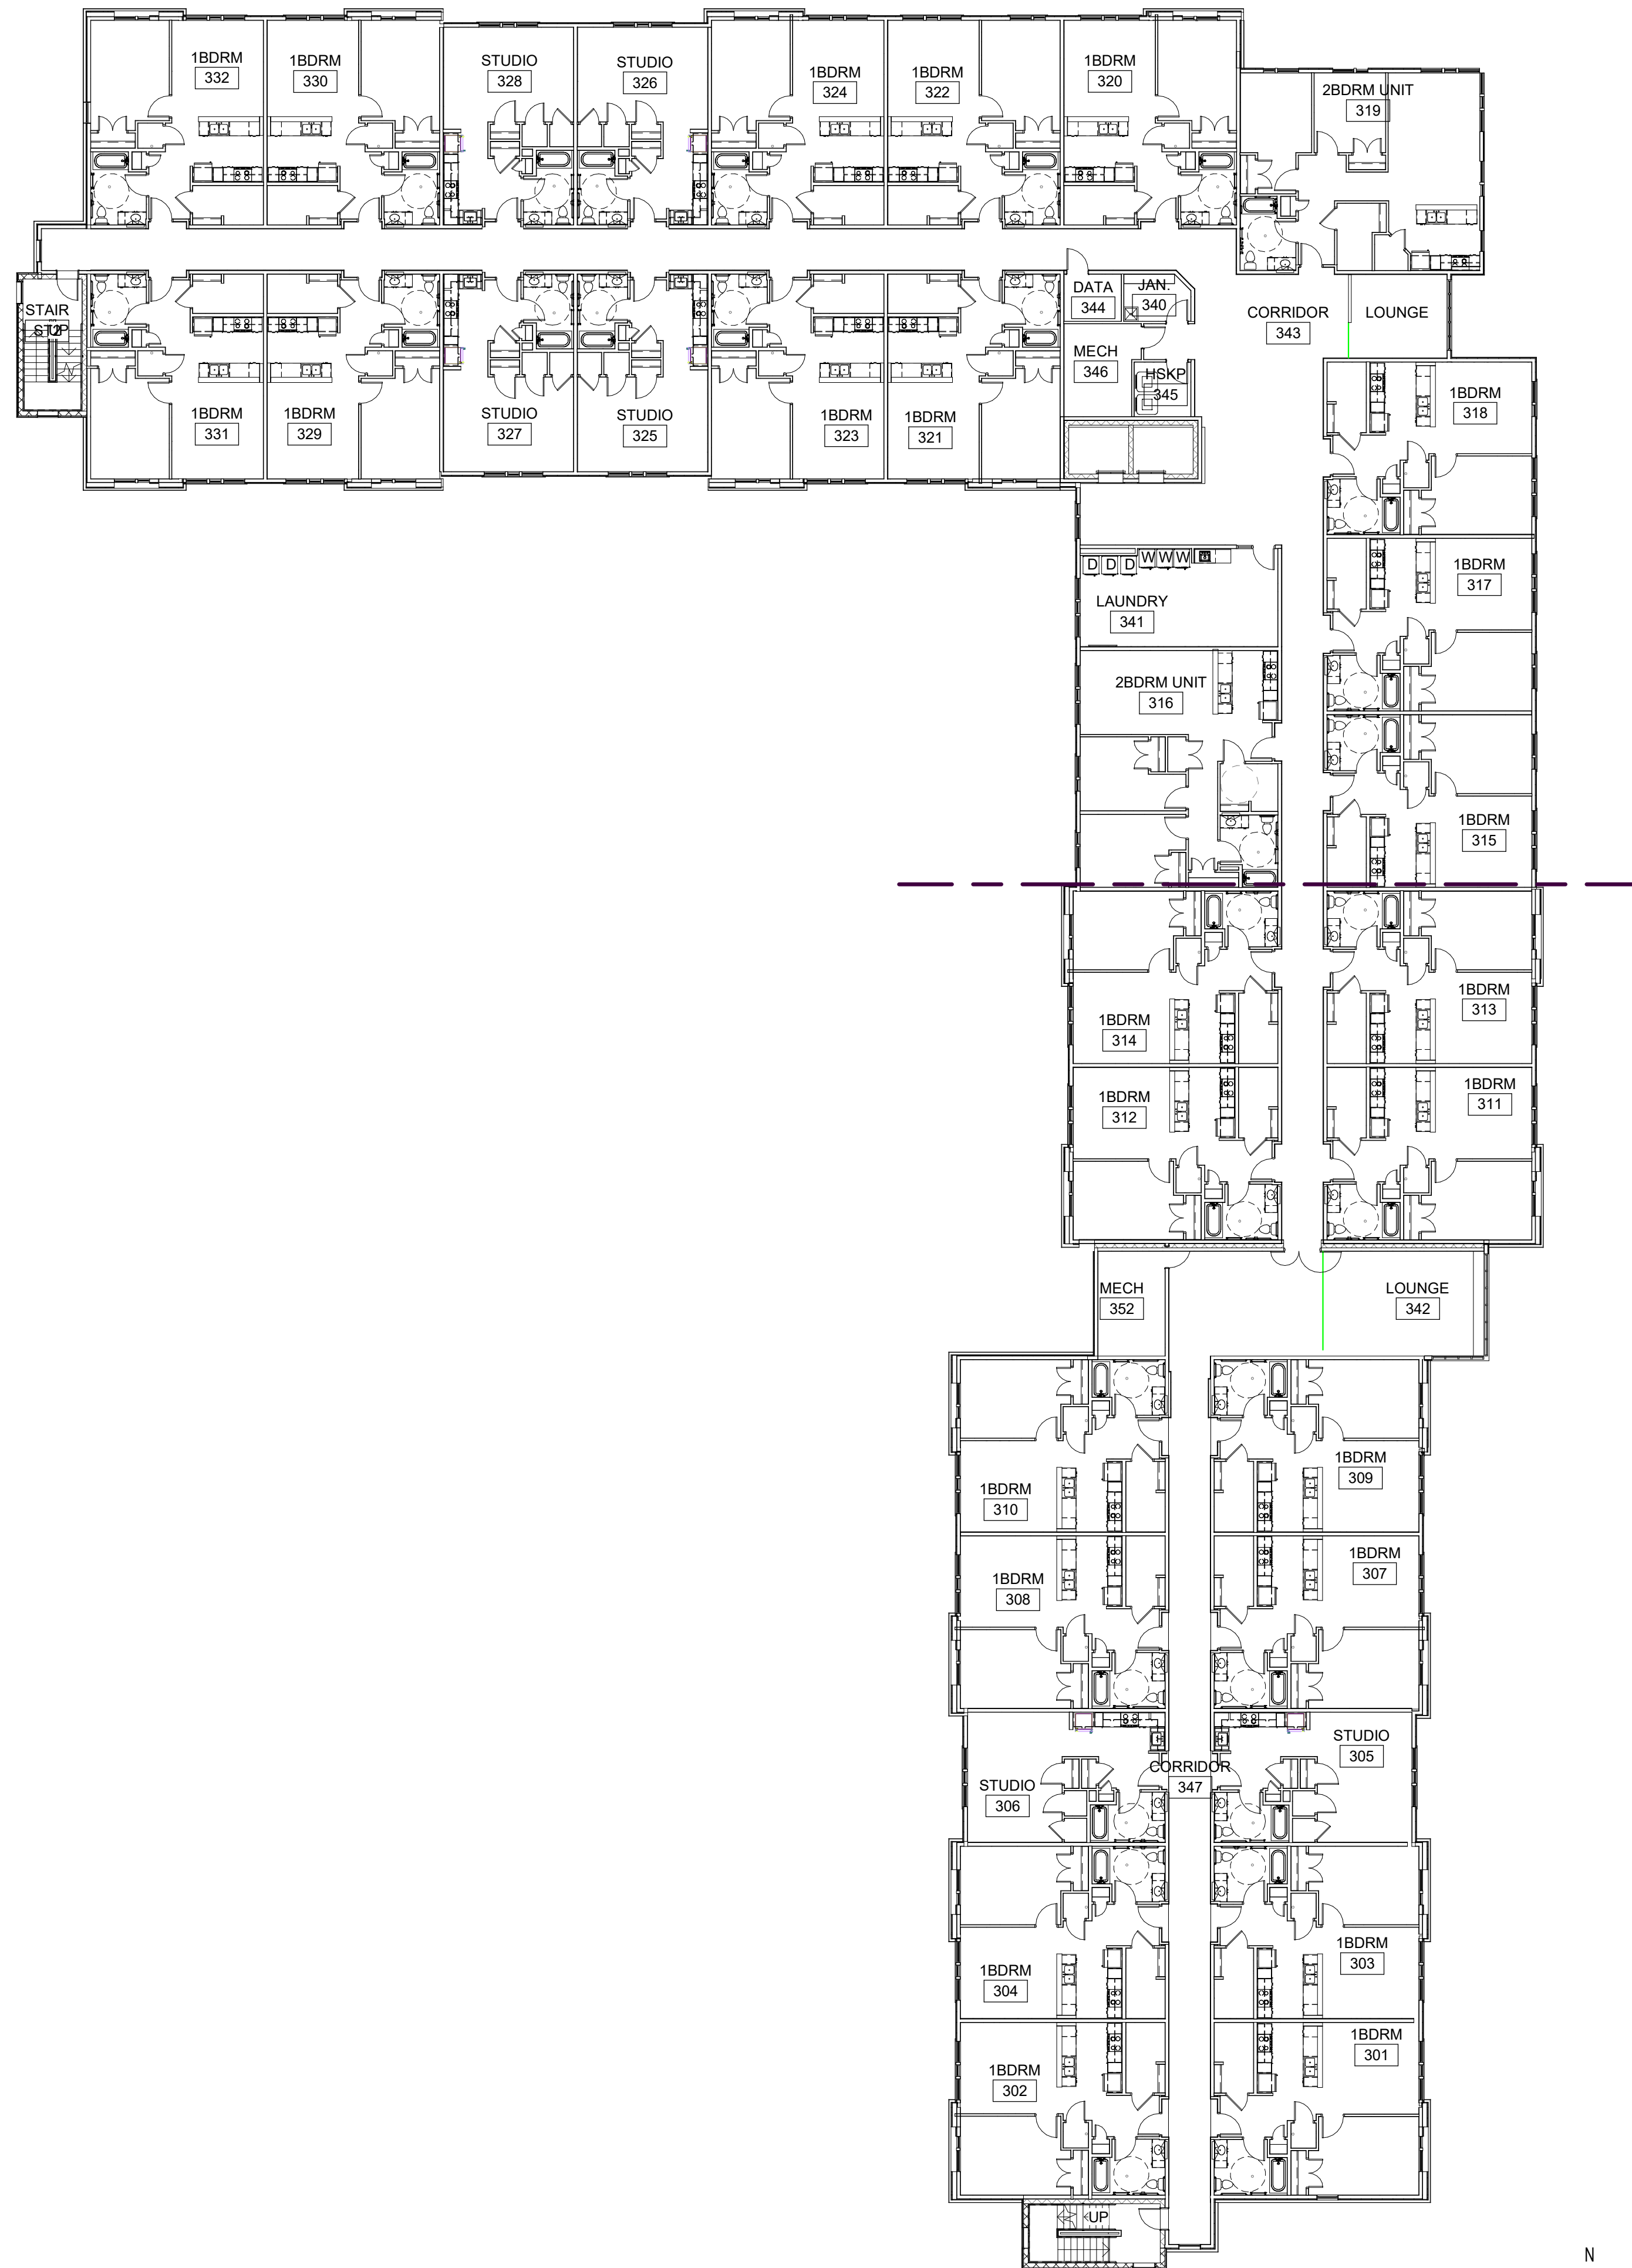 1BDRM
332
1BDRM
330
STUDIO
328
STUDIO
326
1BDRM
324
1BDRM
322
1BDRM
320
2BDRM UNIT
319
STAIR
UP
DATA
344
JAN.
340
CORRIDOR
343
LOUNGE
MECH
346
HSKP
345
1BDRM
331
1BDRM
329
STUDIO
327
STUDIO
325
1BDRM
323
1BDRM
321
1BDRM
318
D D D W W W
LAUNDRY
341
1BDRM
317
2BDRM UNIT
316
1BDRM
315
1BDRM
314
1BDRM
313
1BDRM
312
1BDRM
311
MECH
352
LOUNGE
342
1BDRM
310
1BDRM
309
1BDRM
308
1BDRM
307
STUDIO
306
CORRIDOR
347
STUDIO
305
1BDRM
304
1BDRM
303
1BDRM
302
1BDRM
301
UP
N